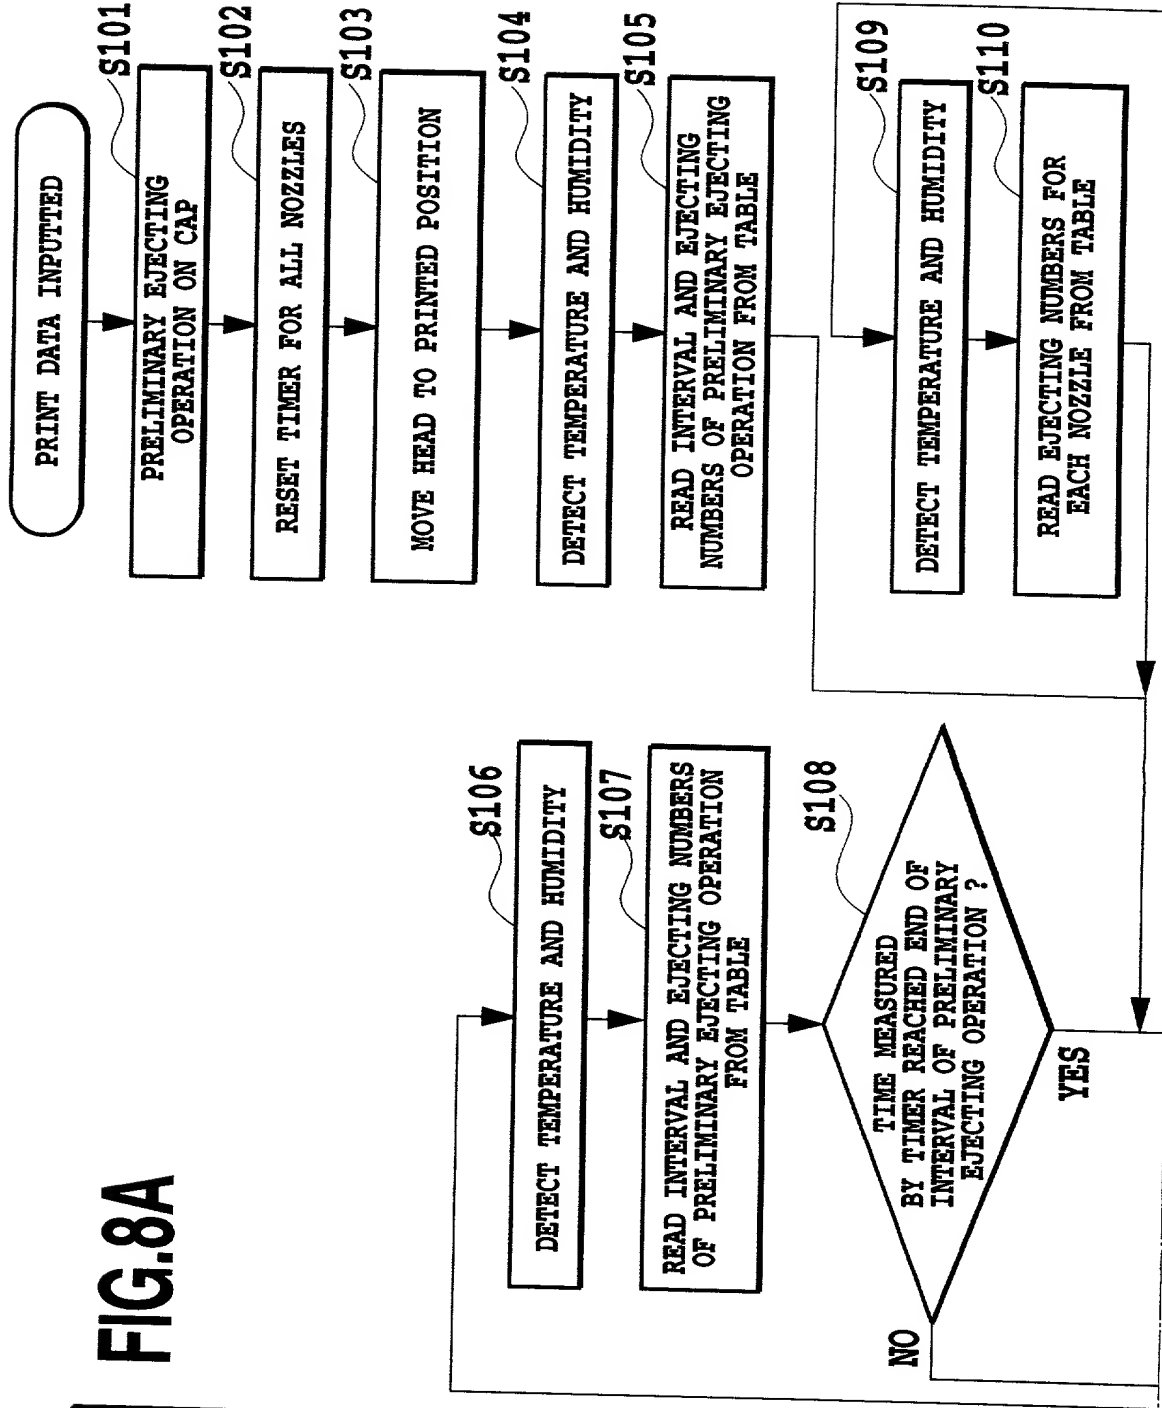 FIG.8A
PRINT DATA INPUTTED
S101
PRELIMINARY EJECTING
OPERATION ON CAP
S102
RESET TIMER FOR ALL NOZZLES
S103
MOVE HEAD TO PRINTED POSITION
S104
DETECT TEMPERATURE AND HUMIDITY
S105
READ INTERVAL AND EJECTING
NUMBERS OF PRELIMINARY EJECTING
OPERATION FROM TABLE
S106
DETECT TEMPERATURE AND HUMIDITY
S107
READ INTERVAL AND EJECTING NUMBERS
OF PRELIMINARY EJECTING OPERATION
FROM TABLE
S108
TIME MEASURED
BY TIMER REACHED END OF
INTERVAL OF PRELIMINARY
EJECTING OPERATION ?
NO
YES
S109
DETECT TEMPERATURE AND HUMIDITY
S110
READ EJECTING NUMBERS FOR
EACH NOZZLE FROM TABLE